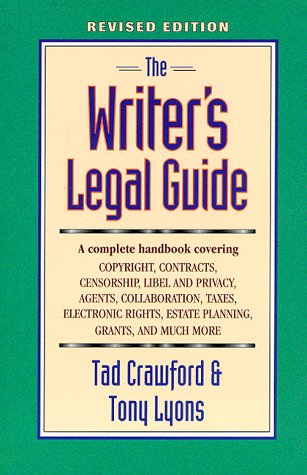 REVISED EDITION
The
Writer's
Legal Guide
A complete handbook covering
COPYRIGHT, CONTRACTS,
CENSORSHIP, LIBEL AND PRIVACY,
AGENTS, COLLABORATION, TAXES,
ELECTRONIC RIGHTS, ESTATE PLANNING,
GRANTS, AND MUCH MORE
Tad Crawford &
Tony Lyons